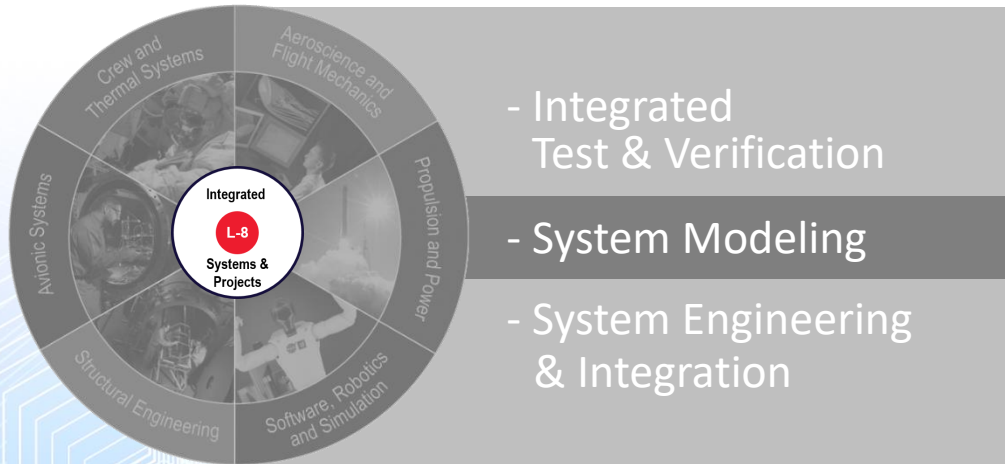 Crew and
Thermal Systems
Aeroscience and
Flight Mechanics
Avionic Systems
Propulsion and Power
Structural Engineering
Software, Robotics
and Simulation
Integrated
L-8
Systems &
Projects
- Integrated
Test & Verification
- System Modeling
- System Engineering
& Integration